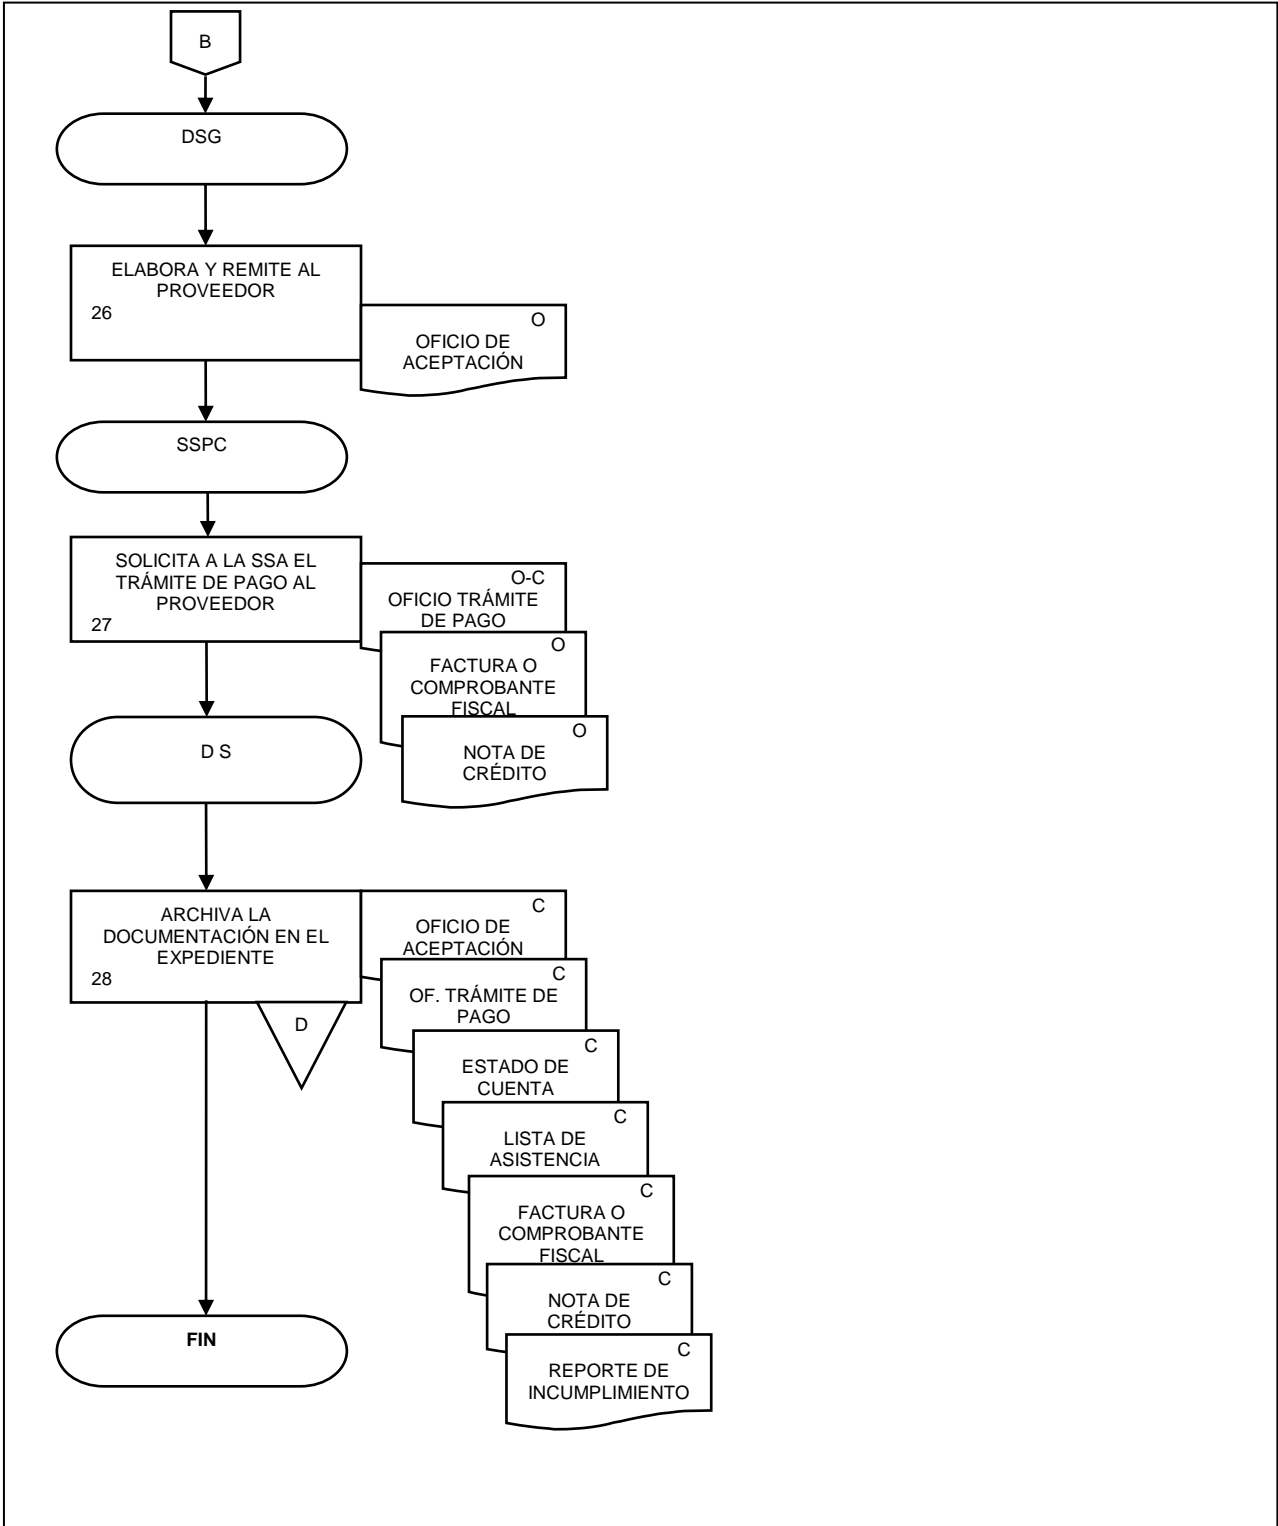 B
DSG
ELABORA Y REMITE AL
PROVEEDOR
26
O
OFICIO DE
ACEPTACIÓN
SSPC
SOLICITA A LA SSA EL
TRÁMITE DE PAGO AL
PROVEEDOR
27
O-C
OFICIO TRÁMITE
DE PAGO
O
FACTURA O
COMPROBANTE
FISCAL
O
NOTA DE
CRÉDITO
D S
ARCHIVA LA
DOCUMENTACIÓN EN EL
EXPEDIENTE
28
D
C
OFICIO DE
ACEPTACIÓN
C
OF. TRÁMITE DE
PAGO
C
ESTADO DE
CUENTA
C
LISTA DE
ASISTENCIA
C
FACTURA O
COMPROBANTE
FISCAL
C
NOTA DE
CRÉDITO
C
REPORTE DE
INCUMPLIMIENTO
FIN